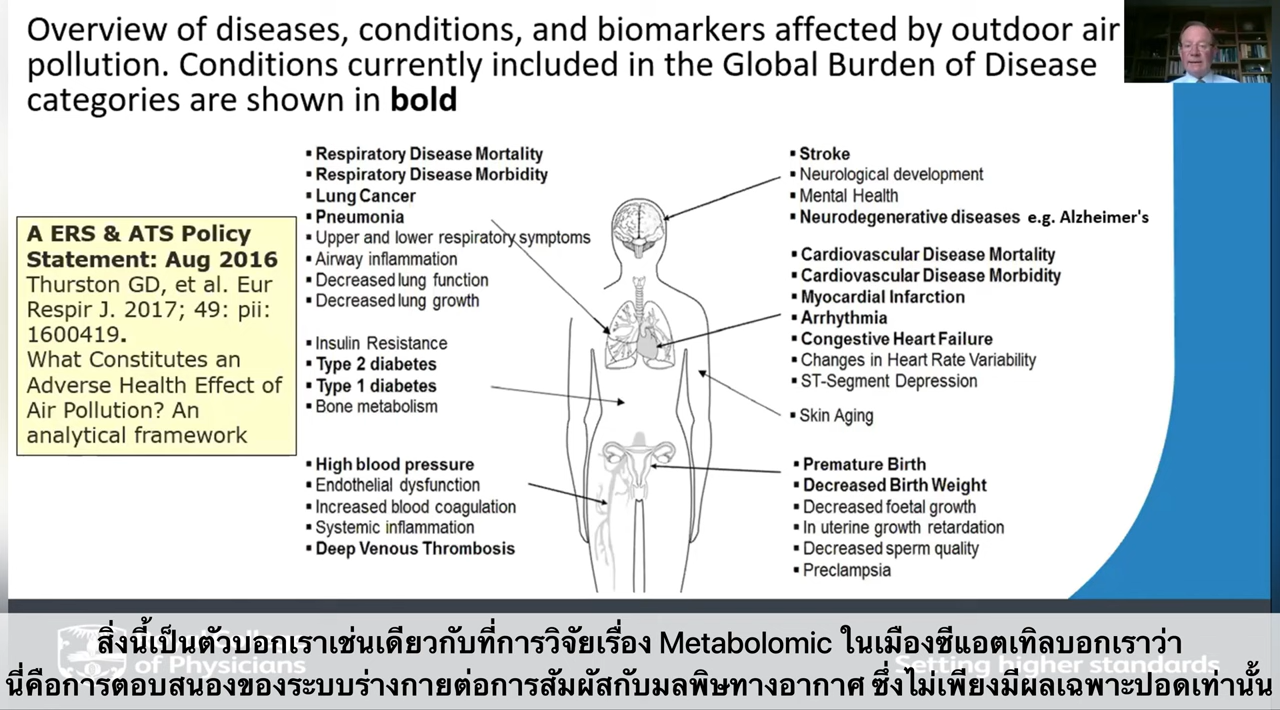 Overview of diseases, conditions, and biomarkers affected by outdoor air
pollution. Conditions currently included in the Global Burden of Disease
categories are shown in bold
A ERS & ATS Policy
Statement: Aug 2016
Thurston GD, et al. Eur
Respir J. 2017; 49: pii:
1600419.
What Constitutes an
Adverse Health Effect of
Air Pollution? An
analytical framework
▪ Respiratory Disease Mortality
▪ Respiratory Disease Morbidity
▪ Lung Cancer
▪ Pneumonia
▪ Upper and lower respiratory symptoms
▪ Airway inflammation
▪ Decreased lung function
▪ Decreased lung growth
▪ Insulin Resistance
▪ Type 2 diabetes
▪ Type 1 diabetes
▪ Bone metabolism
▪ High blood pressure
▪ Endothelial dysfunction
▪ Increased blood coagulation
▪ Systemic inflammation
▪ Deep Venous Thrombosis
▪ Stroke
▪ Neurological development
▪ Mental Health
▪ Neurodegenerative diseases e.g. Alzheimer's
▪ Cardiovascular Disease Mortality
▪ Cardiovascular Disease Morbidity
▪ Myocardial Infarction
▪ Arrhythmia
▪ Congestive Heart Failure
▪ Changes in Heart Rate Variability
▪ ST-Segment Depression
▪ Skin Aging
▪ Premature Birth
▪ Decreased Birth Weight
▪ Decreased foetal growth
▪ In uterine growth retardation
▪ Decreased sperm quality
▪ Preclampsia
of Physicians
Setting higher standards
สิ่งนี้เป็นตัวบอกเราเช่นเดียวกับที่การวิจัยเรื่อง Metabolomic ในเมืองซีแอตเทิลบอกเราว่า
นี่คือการตอบสนองของระบบร่างกายต่อการสัมผัสกับมลพิษทางอากาศ ซึ่งไม่เพียงมีผลเฉพาะปอดเท่านั้น